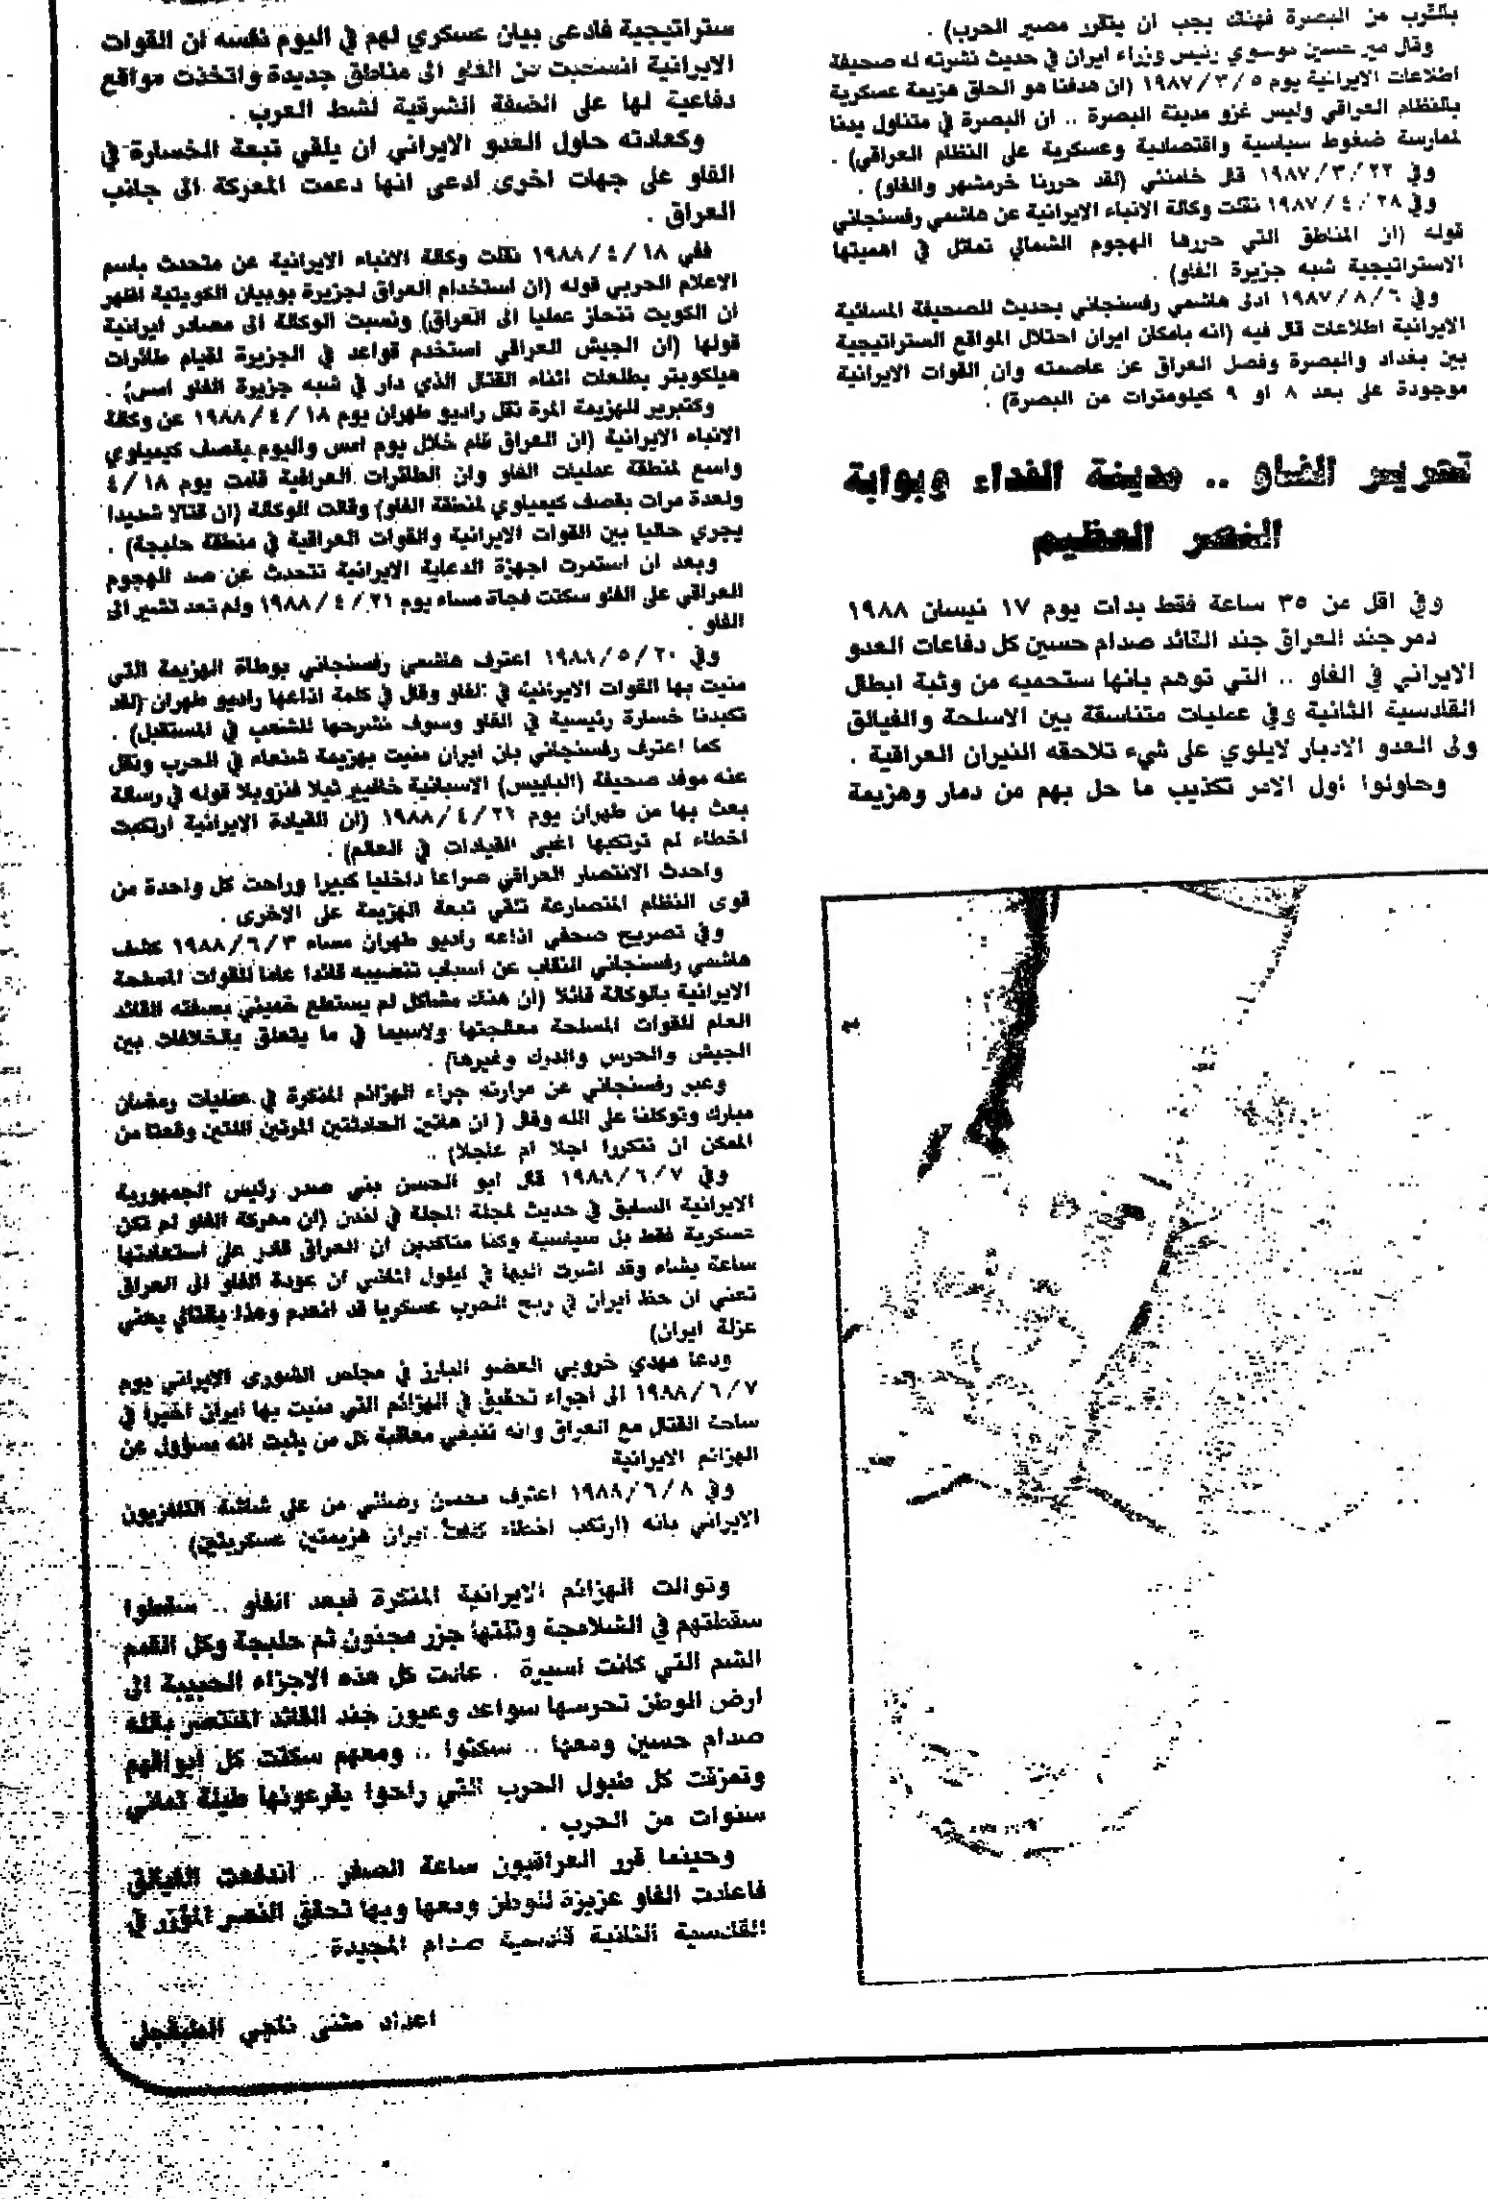 بالقرب من البصرة فهناك يجب ان يتقرر مصير الحرب) .
وقال مير حسين موسوي رئيس وزراء ايران في حديث نشرته له صحيفة
اطلاعات الايرانية يوم ٥ / ٣ / ١٩٨٧ (ان هدفنا هو الحاق هزيمة عسكرية
بالنظام العراقي وليس غزو مدينة البصرة .. ان البصرة في متناول يدنا
لممارسة ضغوط سياسية واقتصادية وعسكرية على النظام العراقي) .
وفي ٢٢ / ٣ / ١٩٨٧ قال خامنئي (لقد حررنا خرمشهر والفاو) .
وفي ٢٨ / ٤ / ١٩٨٧ نقلت وكالة الانباء الايرانية عن هاشمي رفسنجاني
قوله (ان المناطق التي حررها الهجوم الشمالي تماثل في اهميتها
الاستراتيجية شبه جزيرة الفاو) .
وفي ٦ / ٨ / ١٩٨٧ ادلى هاشمي رفسنجاني بحديث للصحيفة المسائية
الايرانية اطلاعات قال فيه (انه بامكان ايران احتلال المواقع الستراتيجية
بين بغداد والبصرة وفصل العراق عن عاصمته وان القوات الايرانية
موجودة على بعد ٨ او ٩ كيلومترات من البصرة) .
تحرير الفاو .. مدينة الفداء وبوابة
النصر العظيم
وفي اقل من ٣٥ ساعة فقط بدات يوم ١٧ نيسان ١٩٨٨
دمر جند العراق جند القائد صدام حسين كل دفاعات العدو
الايراني في الفاو .. التي توهم بانها ستحميه من وثبة ابطال
القادسية الثانية وفي عمليات متناسقة بين الاسلحة والفيالق
ولى العدو الادبار لايلوي على شيء تلاحقه النيران العراقية .
وحاولوا اول الامر تكذيب ما حل بهم من دمار وهزيمة
ستراتيجية فادعى بيان عسكري لهم في اليوم نفسه ان القوات
الايرانية انسحبت من الفاو الى مناطق جديدة واتخذت مواقع
دفاعية لها على الضفة الشرقية لشط العرب .
وكعادته حاول العدو الايراني ان يلقي تبعة الخسارة في
الفاو على جهات اخرى ادعى انها دعمت المعركة الى جانب
العراق .
ففي ١٨ / ٤ / ١٩٨٨ نقلت وكالة الانباء الايرانية عن متحدث باسم
الاعلام الحربي قوله (ان استخدام العراق لجزيرة بوبيان الكويتية اظهر
ان الكويت تنحاز عمليا الى العراق) ونسبت الوكالة الى مصادر ايرانية
قولها (ان الجيش العراقي استخدم قواعد في الجزيرة لقيام طائرات
هيلكوبتر بطلعات اثناء القتال الذي دار في شبه جزيرة الفاو امس) .
وكتبرير للهزيمة المرة نقل راديو طهران يوم ١٨ / ٤ / ١٩٨٨ عن وكالة
الانباء الايرانية (ان العراق قام خلال يوم امس واليوم بقصف كيمياوي
واسع لمنطقة عمليات الفاو وان الطائرات العراقية قامت يوم ١٨ / ٤
ولعدة مرات بقصف كيمياوي لمنطقة الفاو) وقالت الوكالة (ان قتالا شديدا
يجري حاليا بين القوات الايرانية والقوات العراقية في منطقة حلبجة) .
وبعد ان استمرت اجهزة الدعاية الايرانية تتحدث عن صد الهجوم
العراقي على الفاو سكتت فجاة مساء يوم ٢١ / ٤ / ١٩٨٨ ولم تعد تشير الى
الفاو .
وفي ٢٠ / ٥ / ١٩٨٨ اعترف هاشمي رفسنجاني بوطاة الهزيمة التي
منيت بها القوات الايرانية في الفاو وقال في كلمة اذاعها راديو طهران (لقد
تكبدنا خسارة رئيسية في الفاو وسوف نشرحها للشعب في المستقبل) .
كما اعترف رفسنجاني بان ايران منيت بهزيمة شنعاء في الحرب ونقل
عنه موفد صحيفة (البابيس) الاسبانية خافيير فيلا فنزويلا قوله في رسالة
بعث بها من طهران يوم ٢٦ / ٤ / ١٩٨٨ (ان القيادة الايرانية ارتكبت
اخطاء لم ترتكبها اغبى القيادات في العالم) .
واحدث الانتصار العراقي صراعا داخليا كبيرا وراحت كل واحدة من
قوى النظام المتصارعة تلقي تبعة الهزيمة على الاخرى .
وفي تصريح صحفي اذاعه راديو طهران مساء ٣ / ٦ / ١٩٨٨ كشف
هاشمي رفسنجاني النقاب عن اسباب تنصيبه قائدا عاما للقوات المسلحة
الايرانية بالوكالة قائلا (ان هناك مشاكل لم يستطع خميني بصفته القائد
العام للقوات المسلحة معالجتها ولاسيما في ما يتعلق بالخلافات بين
الجيش والحرس والدرك وغيرها) .
وعبر رفسنجاني عن مرارته جراء الهزائم المنكرة في عمليات رمضان
مبارك وتوكلنا على الله وقال ( ان هاتين الحادثتين المرتين اللتين وقعتا من
الممكن ان تتكررا اجلا ام عاجلا) ..
وفي ٧ / ٦ / ١٩٨٨ قال ابو الحسن بني صدر رئيس الجمهورية
الايرانية السابق في حديث لمجلة المجلة في لندن (ان معركة الفاو لم تكن
عسكرية فقط بل سياسية وكنا متاكدين ان العراق قادر على استعادتها
ساعة يشاء وقد اشرت اليها في ايلول الماضي ان عودة الفاو الى العراق
تعني ان حظ ايران في ربح الحرب عسكريا قد انعدم وهذا بالتالي يعني
عزلة ايران)
ودعا مهدي خروبي العضو البارز في مجلس الشورى الايراني يوم
٧ / ٦ / ١٩٨٨ الى اجراء تحقيق في الهزائم التي منيت بها ايران اخيرا في
ساحة القتال مع العراق وانه تنبغي معاقبة كل من يثبت انه مسؤول عن
الهزائم الايرانية
وفي ٨ / ٦ / ١٩٨٨ اعترف محسن رضائي من على شاشة التلفزيون
الايراني بانه (ارتكب اخطاء كلفت ايران هزيمتين عسكريتين) .
وتوالت الهزائم الايرانية المنكرة فبعد الفاو .. سقطوا
سقطتهم في الشلامجة وتلتها جزر مجنون ثم حلبجة وكل القمم
الشم التي كانت اسيرة . عادت كل هذه الاجزاء الحبيبة الى
ارض الوطن تحرسها سواعد وعيون جند القائد المنتصر بالله
صدام حسين ومعها .. سكتوا .. ومعهم سكتت كل ابواقهم
وتمزقت كل طبول الحرب التي راحوا يقرعونها طيلة ثماني
سنوات من الحرب .
وحينما قرر العراقيون ساعة الصفر .. اندفعت الفيالق
فاعادت الفاو عزيزة للوطن ومعها وبها تحقق النصر المؤزر في
القادسية الثانية قادسية صدام المجيدة
اعداد مثنى ناجي الطبقجلي